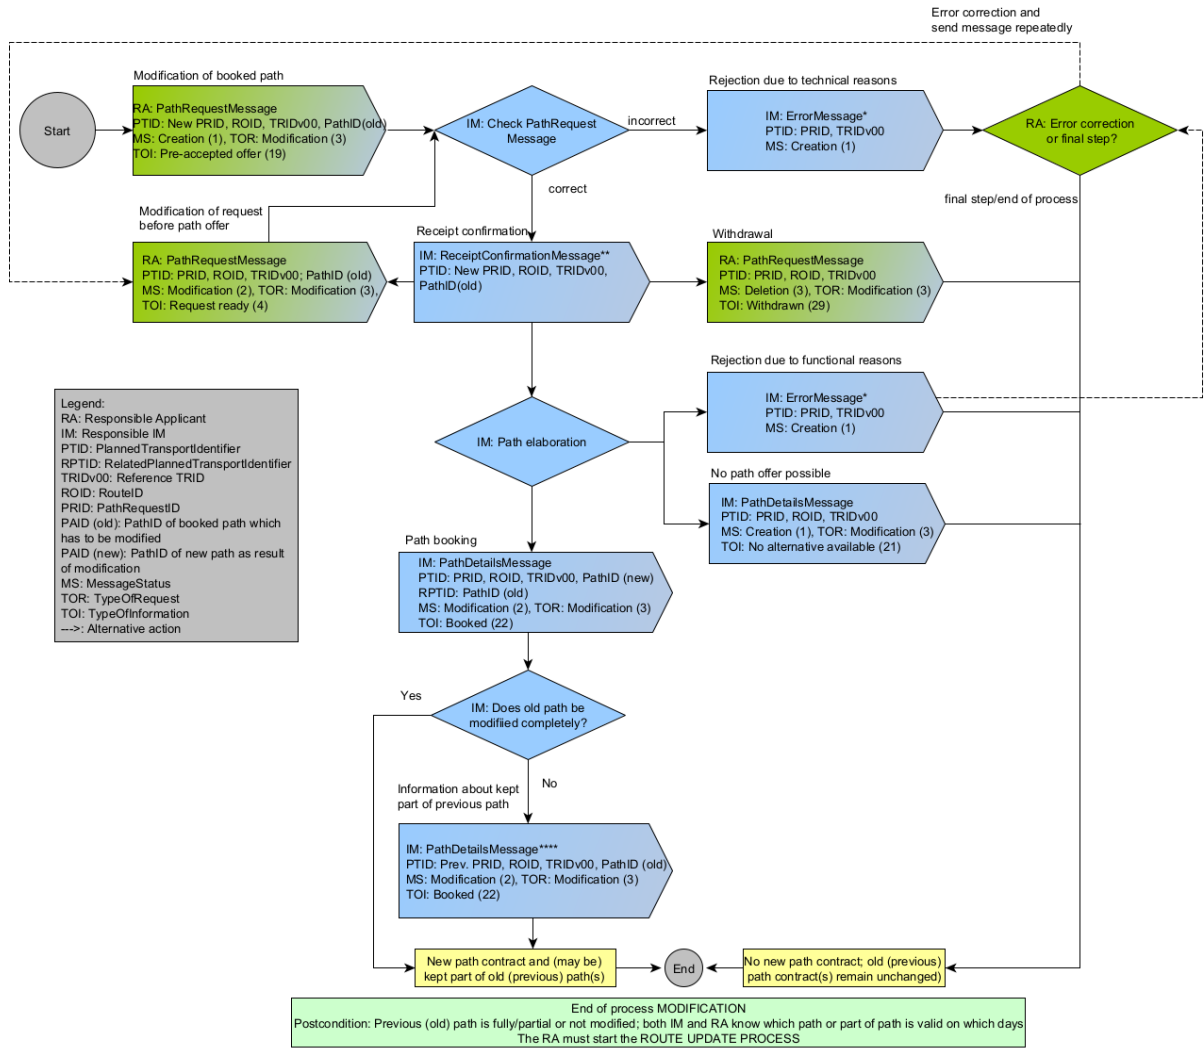 Error correction and
send message repeatedly
Modification of booked path
Rejection due to technical reasons
Start
RA: PathRequestMessage
PTID: New PRID, ROID, TRIDv00, PathID(old)
MS: Creation (1), TOR: Modification (3)
TOI: Pre-accepted offer (19)
IM: Check PathRequest
Message
incorrect
IM: ErrorMessage*
PTID: PRID, TRIDv00
MS: Creation (1)
RA: Error correction
or final step?
correct
final step/end of process
Modification of request
before path offer
Receipt confirmation
Withdrawal
RA: PathRequestMessage
PTID: PRID, ROID, TRIDv00; PathID (old)
MS: Modification (2), TOR: Modification (3),
TOI: Request ready (4)
IM: ReceiptConfirmationMessage**
PTID: New PRID, ROID, TRIDv00,
PathID(old)
RA: PathRequestMessage
PTID: PRID, ROID, TRIDv00
MS: Deletion (3), TOR: Modification (3)
TOI: Withdrawn (29)
Rejection due to functional reasons
IM: ErrorMessage*
PTID: PRID, TRIDv00
MS: Creation (1)
IM: Path elaboration
No path offer possible
IM: PathDetailsMessage
PTID: PRID, ROID, TRIDv00
MS: Creation (1), TOR: Modification (3)
TOI: No alternative available (21)
Legend:
RA: Responsible Applicant
IM: Responsible IM
PTID: PlannedTransportIdentifier
RPTID: RelatedPlannedTransportIdentifier
TRIDv00: Reference TRID
ROID: RouteID
PRID: PathRequestID
PAID (old): PathID of booked path which
has to be modified
PAID (new): PathID of new path as result
of modification
MS: MessageStatus
TOR: TypeOfRequest
TOI: TypeOfInformation
--->: Alternative action
Path booking
IM: PathDetailsMessage
PTID: PRID, ROID, TRIDv00, PathID (new)
RPTID: PathID (old)
MS: Modification (2), TOR: Modification (3)
TOI: Booked (22)
Yes
IM: Does old path be
modifiied completely?
No
Information about kept
part of previous path
IM: PathDetailsMessage****
PTID: Prev. PRID, ROID, TRIDv00, PathID (old)
MS: Modification (2), TOR: Modification (3)
TOI: Booked (22)
New path contract and (may be)
kept part of old (previous) path(s)
End
No new path contract; old (previous)
path contract(s) remain unchanged)
End of process MODIFICATION
Postcondition: Previous (old) path is fully/partial or not modified; both IM and RA know which path or part of path is valid on which days
The RA must start the ROUTE UPDATE PROCESS